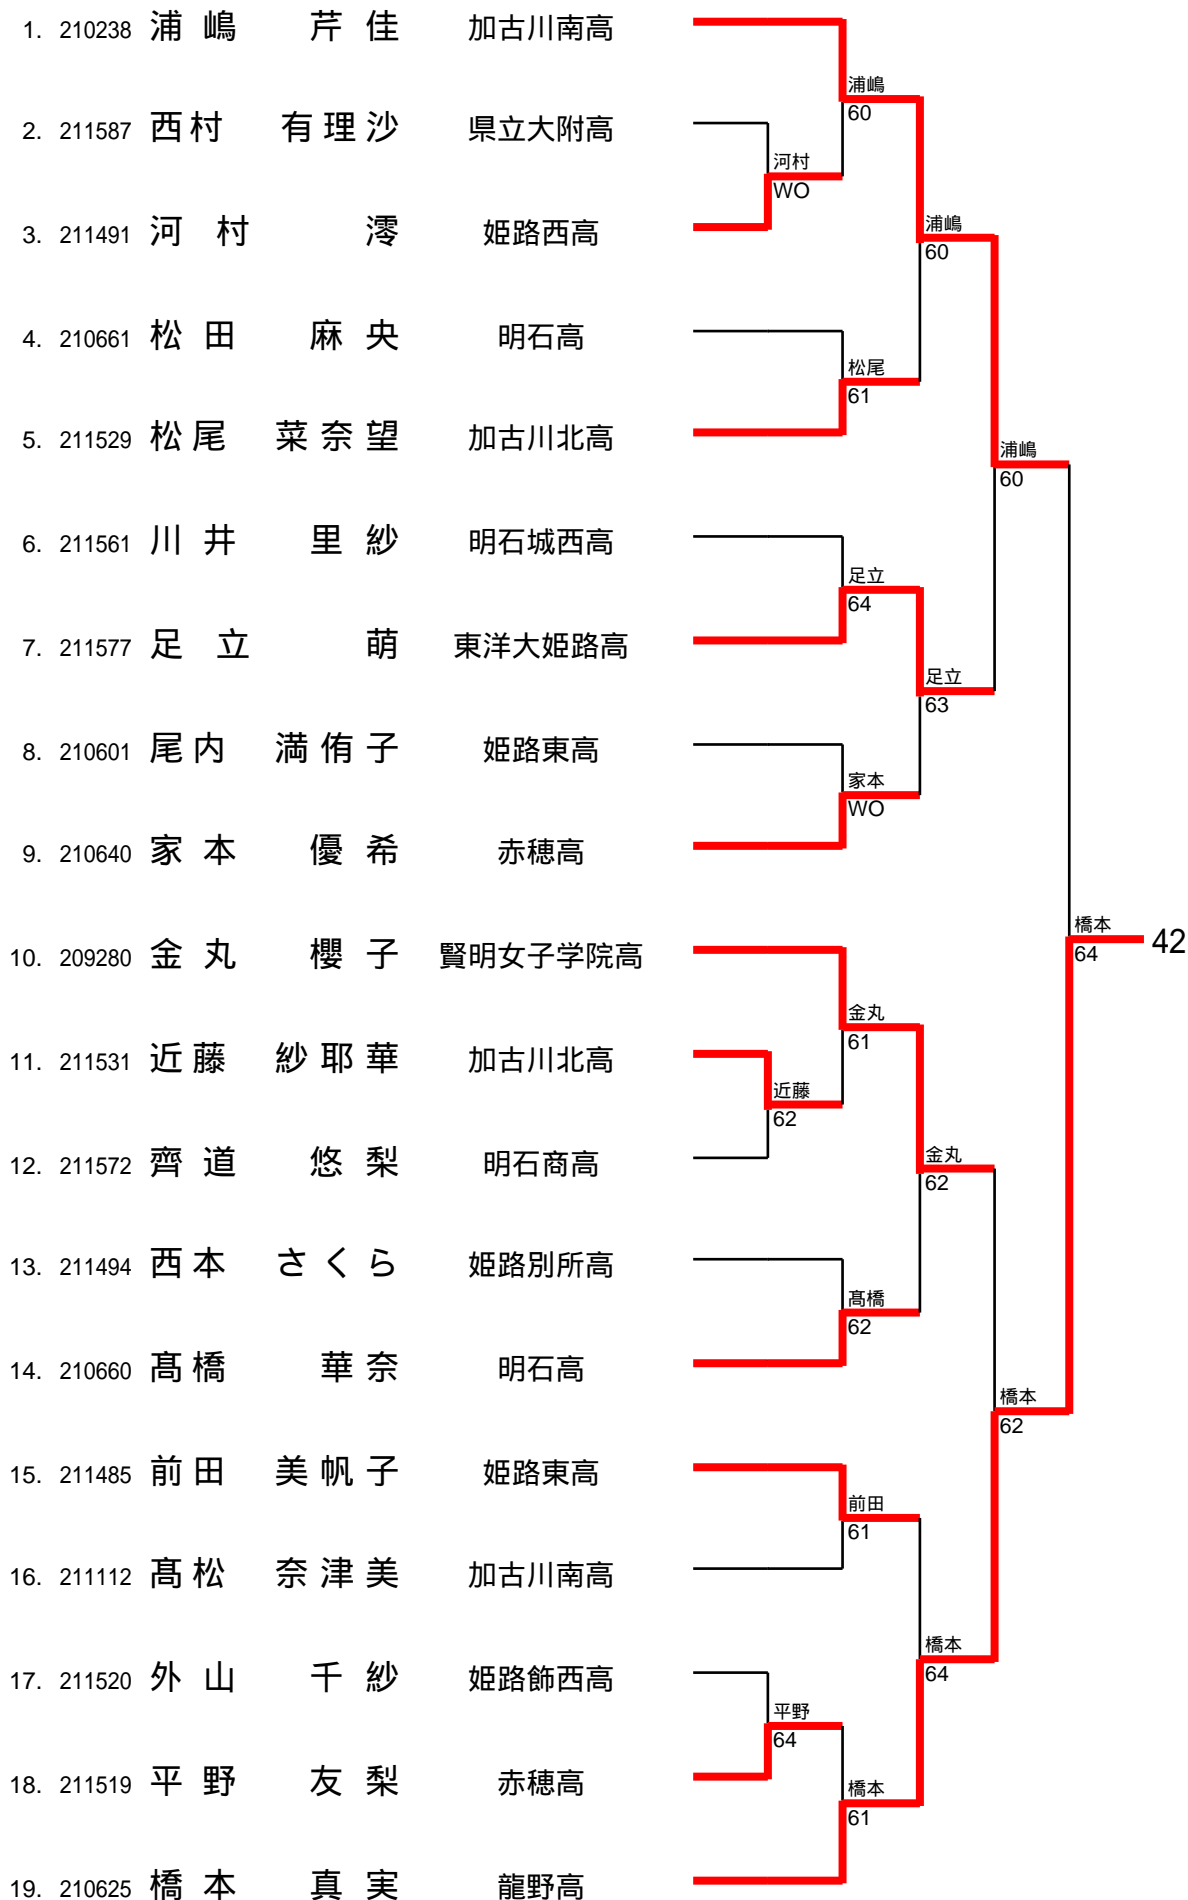 1. 210238 浦嶋 芹佳 加古川南高
浦嶋
60
2. 211587 西村 有理沙 県立大附高
河村
WO
3. 211491 河村 澪 姫路西高
浦嶋
60
4. 210661 松田 麻央 明石高
松尾
61
5. 211529 松尾 菜奈望 加古川北高
浦嶋
60
6. 211561 川井 里紗 明石城西高
足立
64
7. 211577 足立 萌 東洋大姫路高
足立
63
8. 210601 尾内 満侑子 姫路東高
家本
WO
9. 210640 家本 優希 赤穂高
橋本
64
42
10. 209280 金丸 櫻子 賢明女子学院高
金丸
61
11. 211531 近藤 紗耶華 加古川北高
近藤
62
12. 211572 齊道 悠梨 明石商高
金丸
62
13. 211494 西本 さくら 姫路別所高
髙橋
62
14. 210660 髙橋 華奈 明石高
橋本
62
15. 211485 前田 美帆子 姫路東高
前田
61
16. 211112 髙松 奈津美 加古川南高
橋本
64
17. 211520 外山 千紗 姫路飾西高
平野
64
18. 211519 平野 友梨 赤穂高
橋本
61
19. 210625 橋本 真実 龍野高